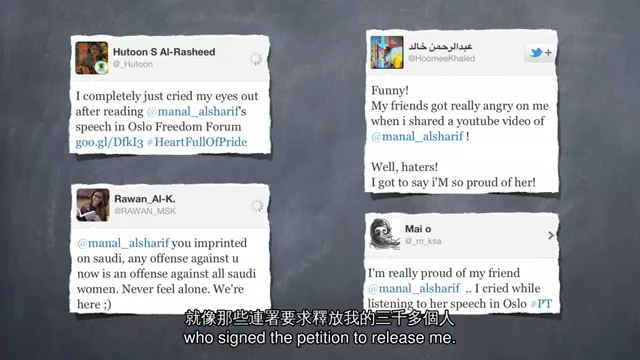 Hutoon S Al-Rasheed
@_Hutoon
I completely just cried my eyes out
after reading @manal_alsharif's
speech in Oslo Freedom Forum
goo.gl/DfkI3 #HeartFullOfPride
عبدالرحمن خالد
@HoomeeKhaled
Funny!
My friends got really angry on me
when i shared a youtube video of
@manal_alsharif !
Well, haters!
I got to say i'M so proud of her!
Rawan_Al-K.
@RAWAN_MSK
@manal_alsharif you imprinted
on saudi, any offense against u
now is an offense against all saudi
women. Never feel alone. We're
here ;)
Mai o
@_m_ksa
I'm really proud of my friend
@manal_alsharif .. I cried while
listening to her speech in Oslo #PT
就像那些連署要求釋放我的三千多個人
who signed the petition to release me.